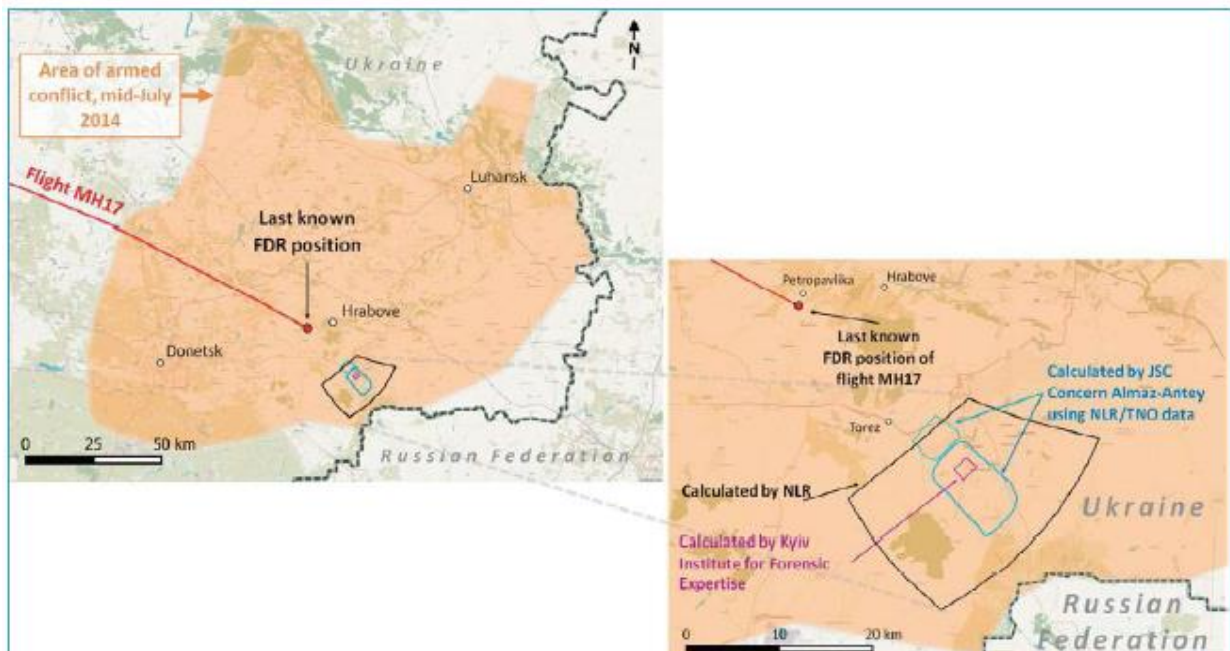 Area of armed
conflict, mid-July
2014
Ukraine
N
Flight MH17
Luhansk
Last known
FDR position
Hrabove
Donetsk
0 25 50 km
Russian Federation
Petropavlika
Hrabove
Last known
FDR position of
flight MH17
Calculated by JSC
Concern Almaz-Antey
using NLR/TNO data
Torez
Calculated by NLR
Ukraine
Calculated by Kyiv
Institute for Forensic
Expertise
Russian
Federation
0 10 20 km